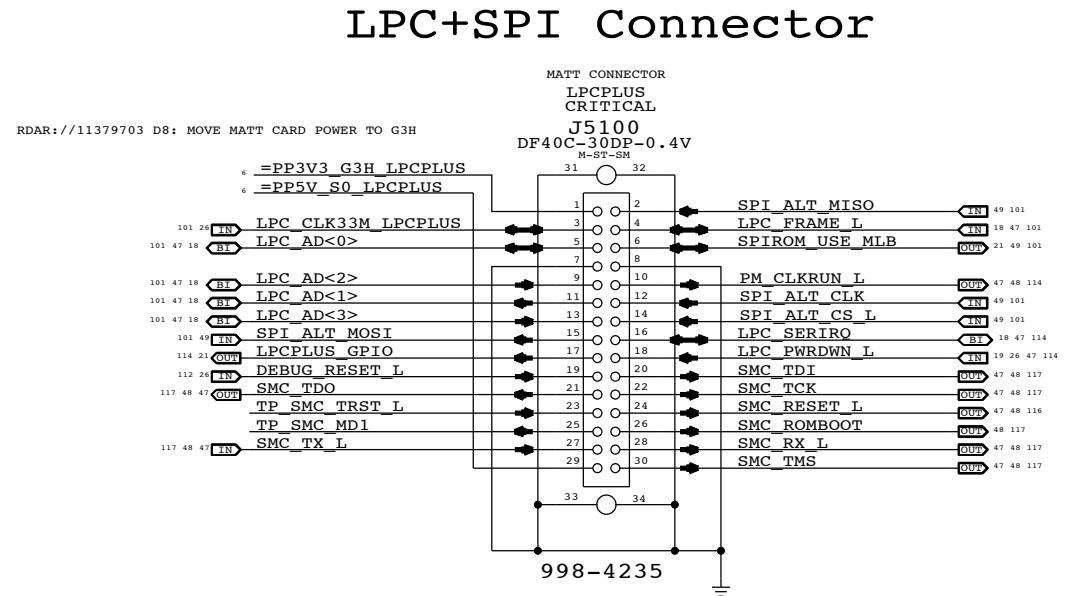 LPC+SPI Connector
MATT CONNECTOR
LPCPLUS
CRITICAL
RDAR://11379703 D8: MOVE MATT CARD POWER TO G3H
J5100
DF40C-30DP-0.4V
M-ST-SM
31 32
6 =PP3V3_G3H_LPCPLUS
6 =PP5V_S0_LPCPLUS
1 2 SPI_ALT_MISO IN 49 101
101 26 IN LPC_CLK33M_LPCPLUS 3 4 LPC_FRAME_L IN 18 47 101
101 47 18 BI LPC_AD<0> 5 6 SPIROM_USE_MLB OUT 21 49 101
7 8
101 47 18 BI LPC_AD<2> 9 10 PM_CLKRUN_L OUT 47 48 114
101 47 18 BI LPC_AD<1> 11 12 SPI_ALT_CLK IN 49 101
101 47 18 BI LPC_AD<3> 13 14 SPI_ALT_CS_L IN 49 101
101 49 IN SPI_ALT_MOSI 15 16 LPC_SERIRQ BI 18 47 114
114 21 OUT LPCPLUS_GPIO 17 18 LPC_PWRDWN_L IN 19 26 47 114
112 26 IN DEBUG_RESET_L 19 20 SMC_TDI OUT 47 48 117
117 48 47 OUT SMC_TDO 21 22 SMC_TCK OUT 47 48 117
TP_SMC_TRST_L 23 24 SMC_RESET_L OUT 47 48 116
TP_SMC_MD1 25 26 SMC_ROMBOOT OUT 48 117
117 48 47 IN SMC_TX_L 27 28 SMC_RX_L OUT 47 48 117
29 30 SMC_TMS OUT 47 48 117
33 34
998-4235